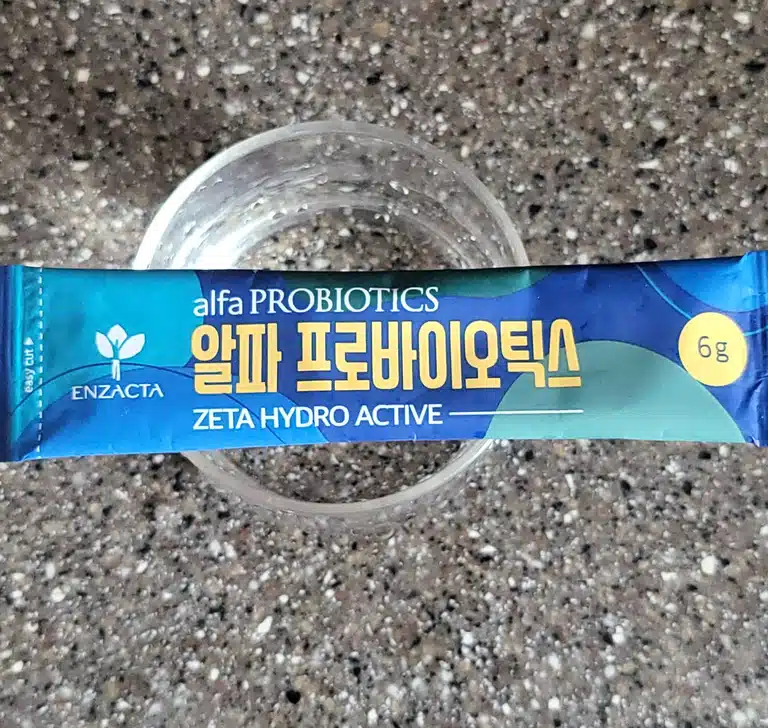 easy cut
ENZACTA
alfa PROBIOTICS
알파 프로바이오틱스
ZETA HYDRO ACTIVE
6g